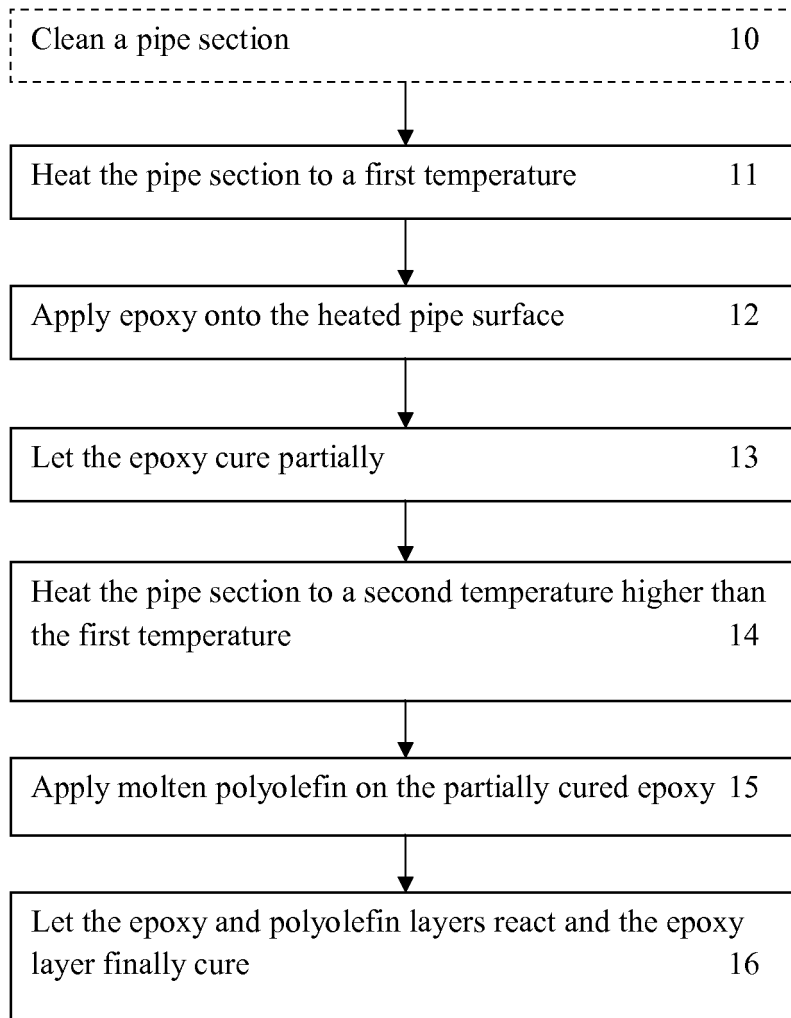 Clean a pipe section 10
Heat the pipe section to a first temperature 11
Apply epoxy onto the heated pipe surface 12
Let the epoxy cure partially 13
Heat the pipe section to a second temperature higher than
the first temperature 14
Apply molten polyolefin on the partially cured epoxy 15
Let the epoxy and polyolefin layers react and the epoxy
layer finally cure 16